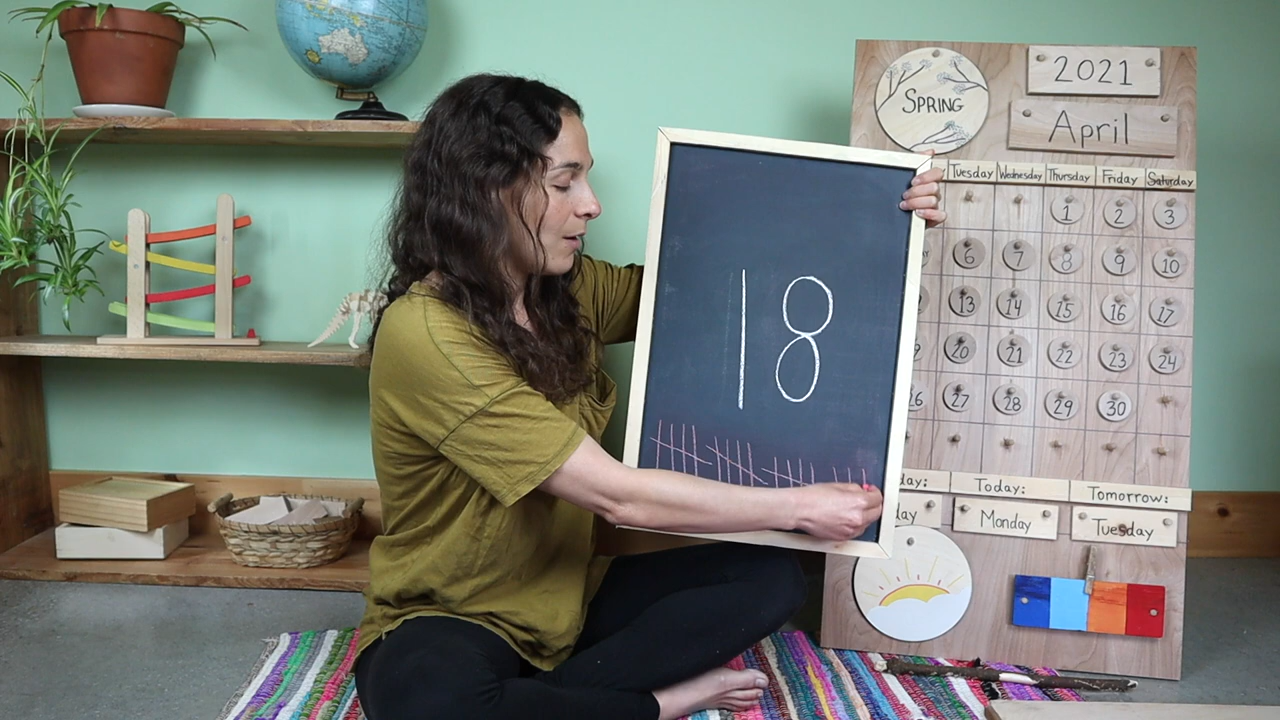 SPRING
2021
April
Tuesday Wednesday Thursday Friday Saturday
1 2 3
6 7 8 9 10
13 14 15 16 17
20 21 22 23 24
27 28 29 30
18
Today: Tomorrow:
Monday Tuesday